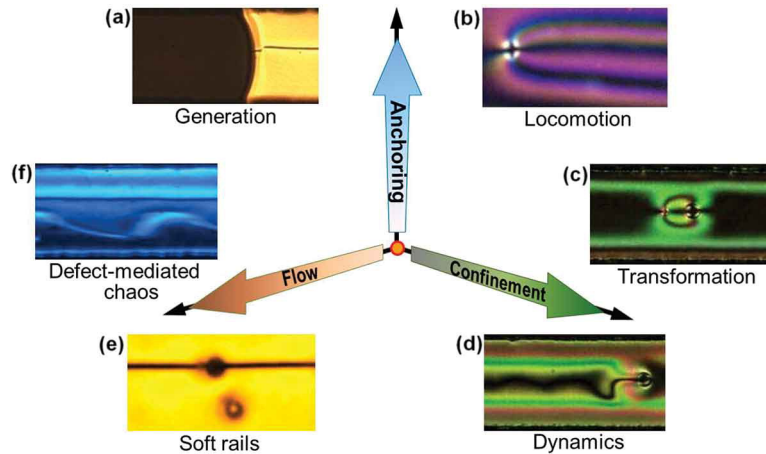 (a)
Generation
(b)
Locomotion
Anchoring
(f)
Defect-mediated
chaos
(c)
Transformation
Flow
Confinement
(e)
Soft rails
(d)
Dynamics